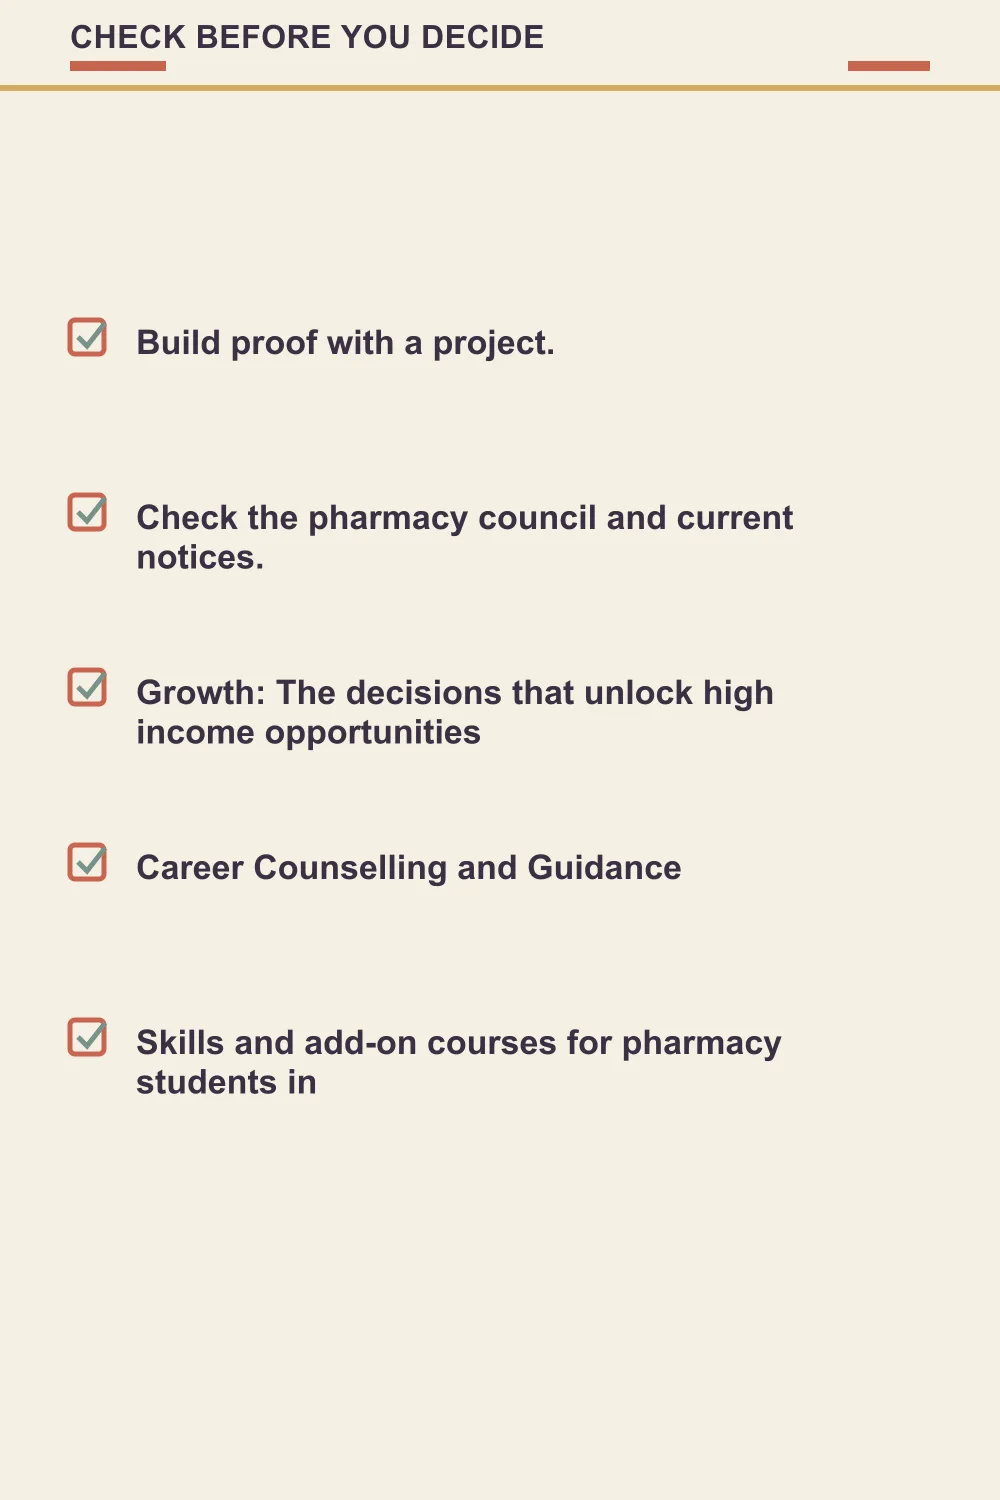 CHECK BEFORE YOU DECIDE
Build proof with a project.
Check the pharmacy council and current
notices.
Growth: The decisions that unlock high
income opportunities
Career Counselling and Guidance
Skills and add-on courses for pharmacy
students in